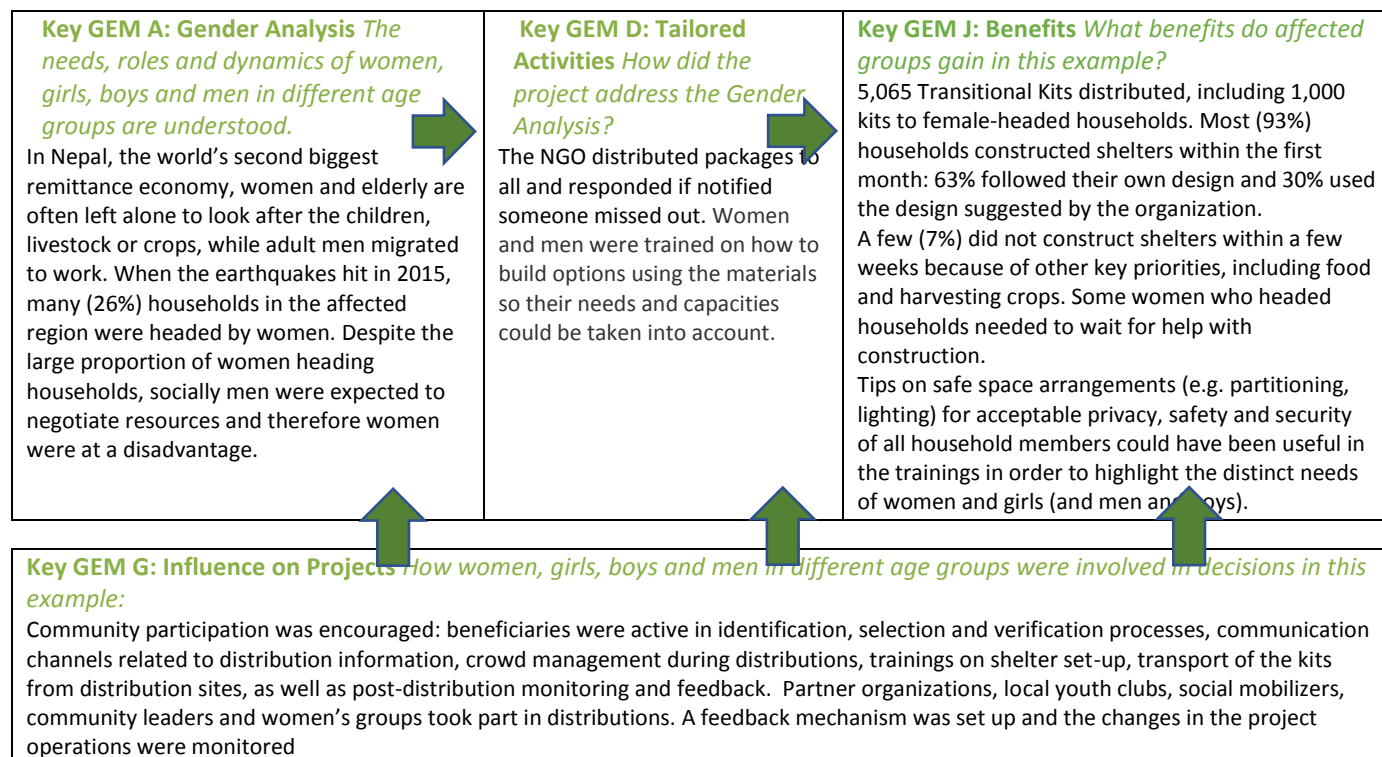 Key GEM A: Gender Analysis The
needs, roles and dynamics of women,
girls, boys and men in different age
groups are understood.
In Nepal, the world's second biggest
remittance economy, women and elderly are
often left alone to look after the children,
livestock or crops, while adult men migrated
to work. When the earthquakes hit in 2015,
many (26%) households in the affected
region were headed by women. Despite the
large proportion of women heading
households, socially men were expected to
negotiate resources and therefore women
were at a disadvantage.
Key GEM D: Tailored
Activities How did the
project address the Gender
Analysis?
The NGO distributed packages to
all and responded if notified
someone missed out. Women
and men were trained on how to
build options using the materials
so their needs and capacities
could be taken into account.
Key GEM J: Benefits What benefits do affected
groups gain in this example?
5,065 Transitional Kits distributed, including 1,000
kits to female-headed households. Most (93%)
households constructed shelters within the first
month: 63% followed their own design and 30% used
the design suggested by the organization.
A few (7%) did not construct shelters within a few
weeks because of other key priorities, including food
and harvesting crops. Some women who headed
households needed to wait for help with
construction.
Tips on safe space arrangements (e.g. partitioning,
lighting) for acceptable privacy, safety and security
of all household members could have been useful in
the trainings in order to highlight the distinct needs
of women and girls (and men and boys).
Key GEM G: Influence on Projects How women, girls, boys and men in different age groups were involved in decisions in this
example:
Community participation was encouraged: beneficiaries were active in identification, selection and verification processes, communication
channels related to distribution information, crowd management during distributions, trainings on shelter set-up, transport of the kits
from distribution sites, as well as post-distribution monitoring and feedback. Partner organizations, local youth clubs, social mobilizers,
community leaders and women's groups took part in distributions. A feedback mechanism was set up and the changes in the project
operations were monitored